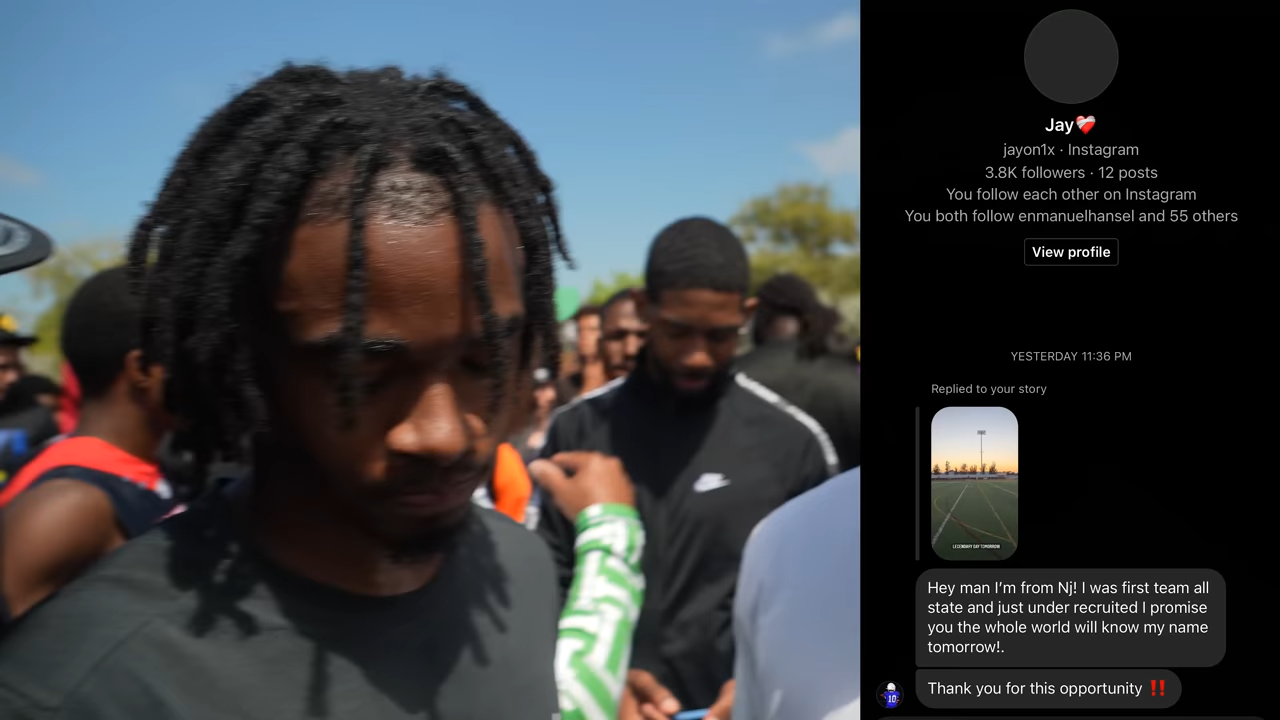 Jay❤️‍🩹
jayon1x · Instagram
3.8K followers · 12 posts
You follow each other on Instagram
You both follow enmanuelhansel and 55 others
View profile
YESTERDAY 11:36 PM
Replied to your story
LEGENDARY DAY TOMORROW
Hey man I’m from Nj! I was first team all
state and just under recruited I promise
you the whole world will know my name
tomorrow!.
Thank you for this opportunity ‼️
10